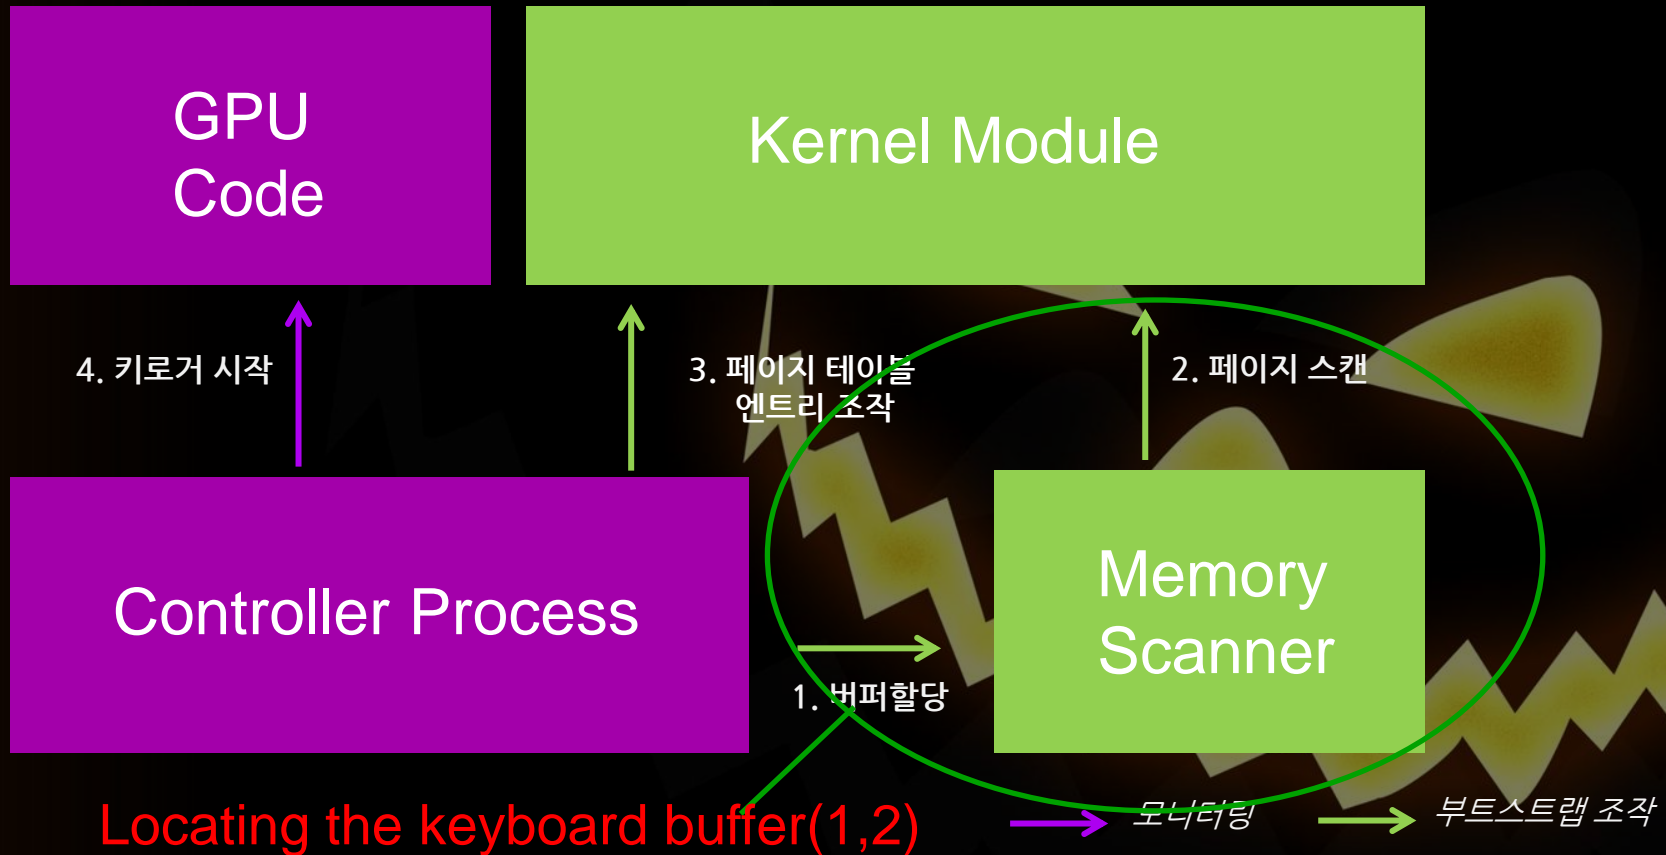 GPU
Code
Kernel Module
4. 키로거 시작
3. 페이지 테이블
엔트리 조작
2. 페이지 스캔
Controller Process
Memory
Scanner
1. 버퍼할당
Locating the keyboard buffer(1,2)
모니터링
부트스트랩 조작